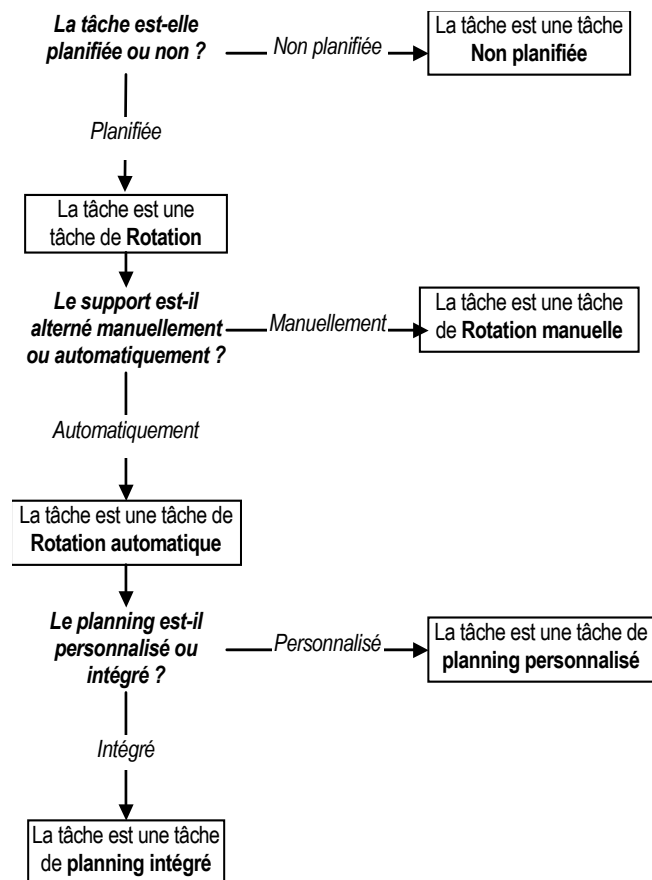 La tâche est-elle
planifiée ou non ?
Non planifiée
La tâche est une tâche
Non planifiée
Planifiée
La tâche est une
tâche de Rotation
Le support est-il
alterné manuellement
ou automatiquement ?
Manuellement
La tâche est une tâche
de Rotation manuelle
Automatiquement
La tâche est une tâche de
Rotation automatique
Le planning est-il
personnalisé ou
intégré ?
Personnalisé
La tâche est une tâche de
planning personnalisé
Intégré
La tâche est une tâche
de planning intégré